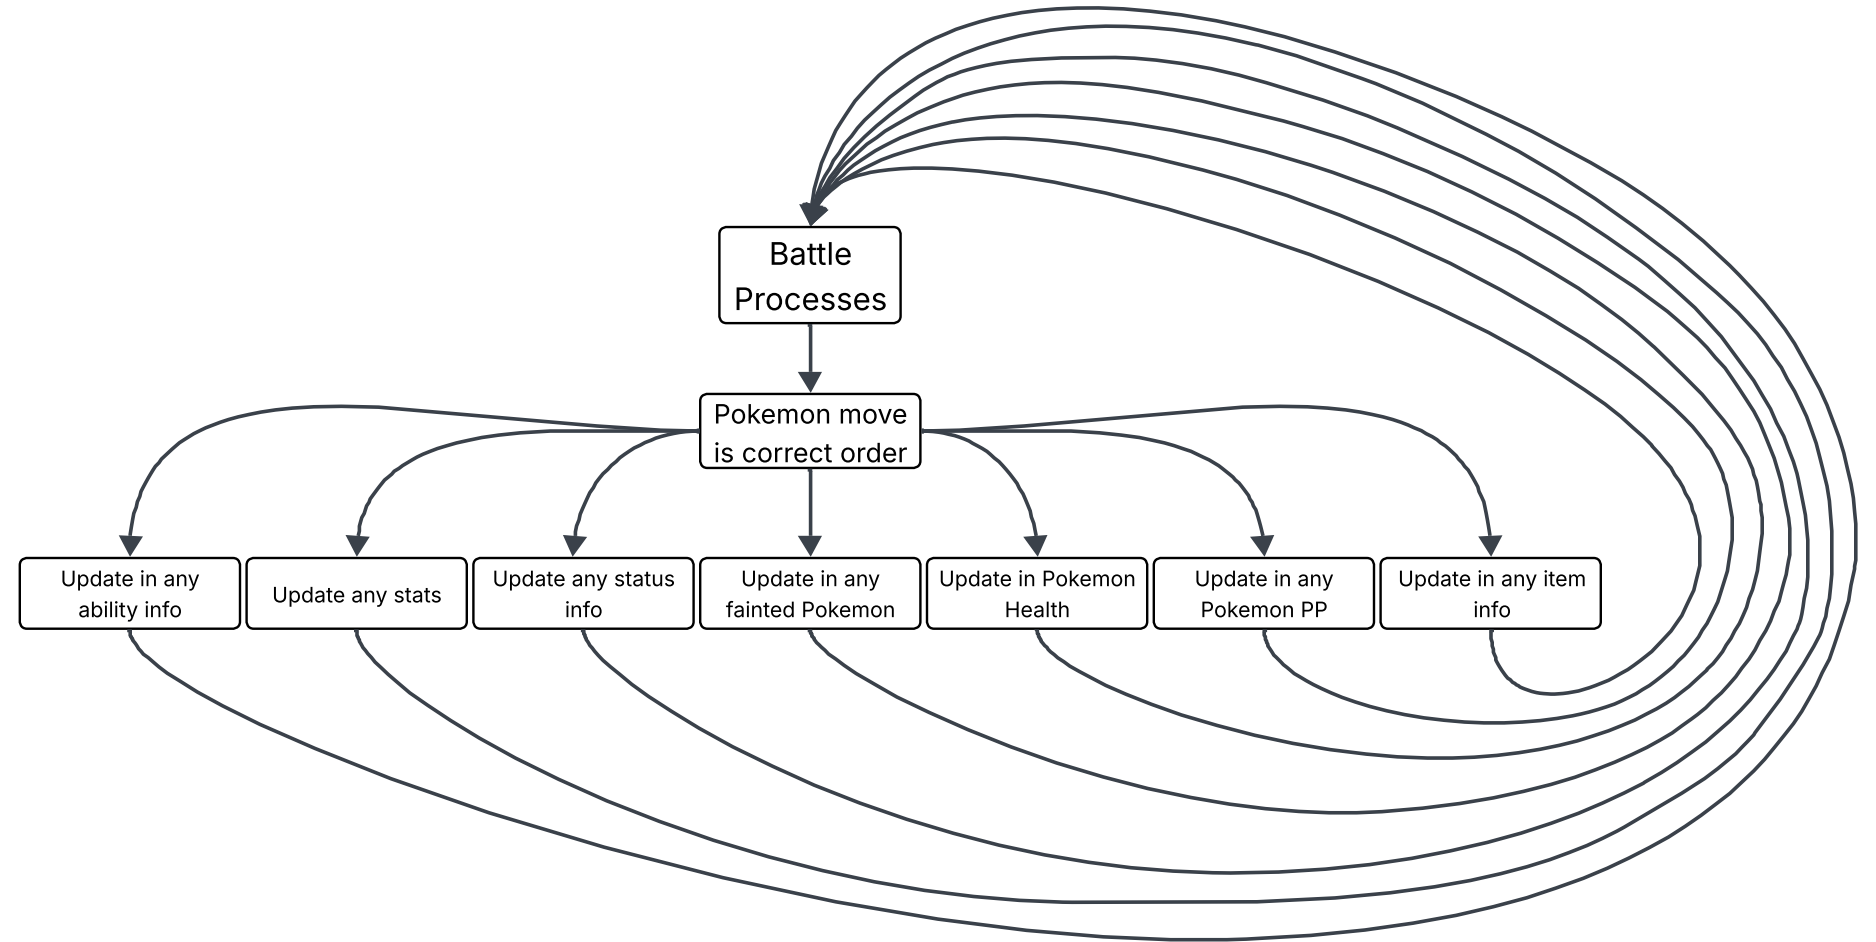 Battle
Processes
Pokemon move
is correct order
Update in any
ability info
Update any stats
Update any status
info
Update in any
fainted Pokemon
Update in Pokemon
Health
Update in any
Pokemon PP
Update in any item
info